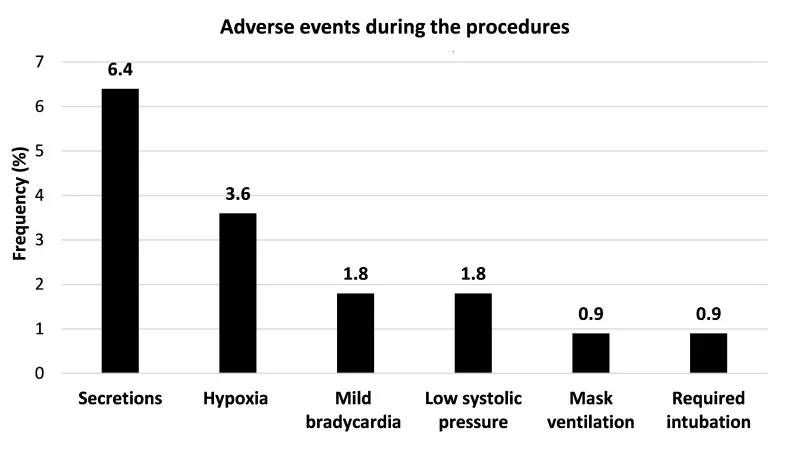 Adverse events during the procedures
Frequency (%)
7
6
5
4
3
2
1
0
6.4
3.6
1.8
1.8
0.9
0.9
Secretions
Hypoxia
Mild
bradycardia
Low systolic
pressure
Mask
ventilation
Required
intubation